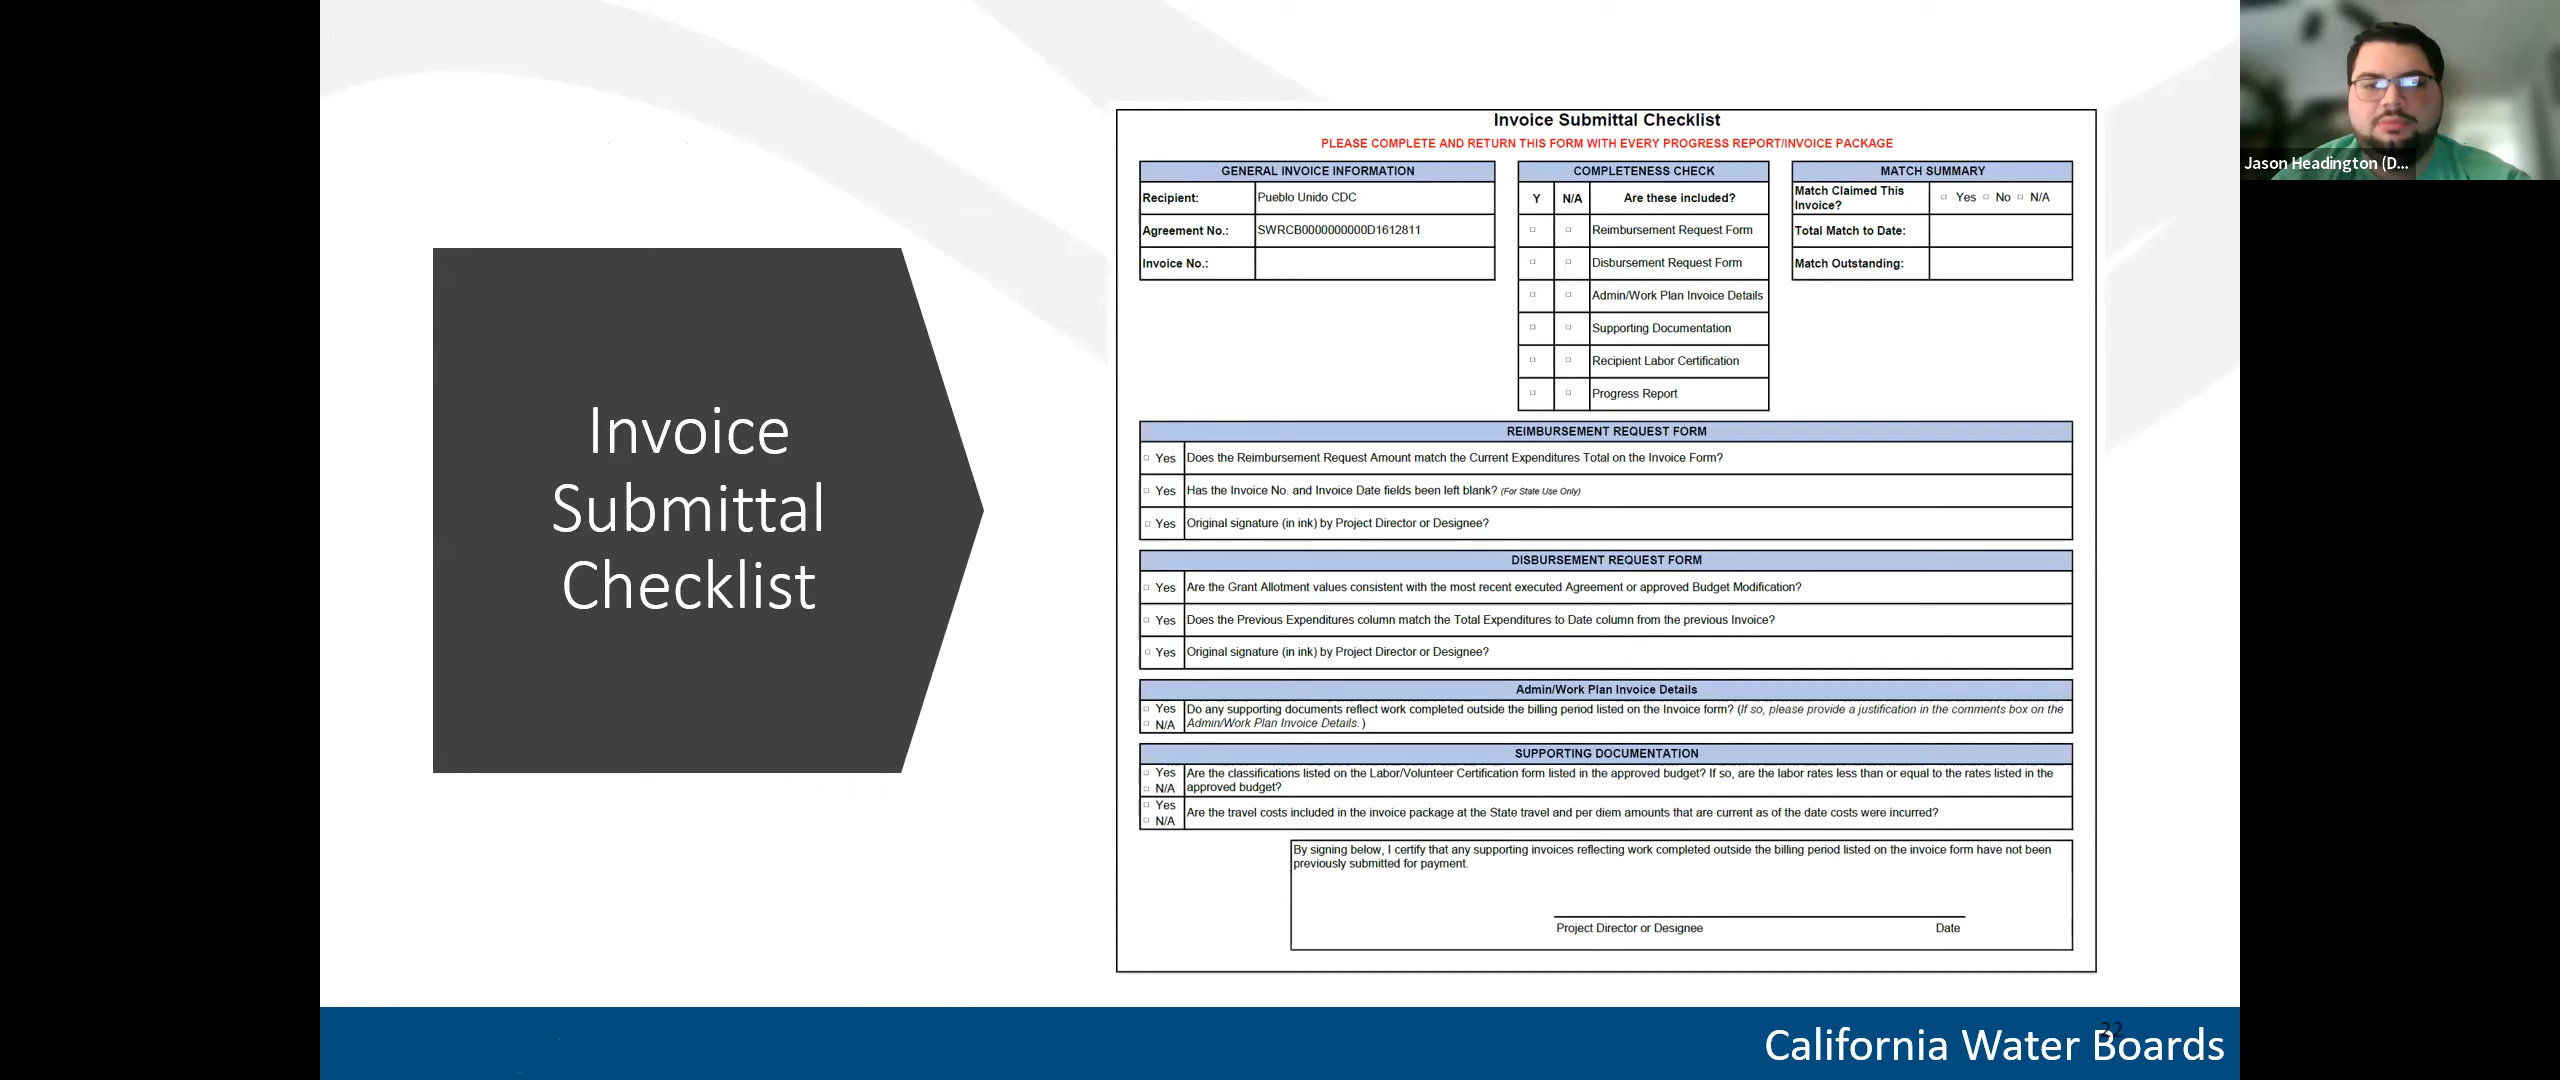 Invoice
Submittal
Checklist
Invoice Submittal Checklist
PLEASE COMPLETE AND RETURN THIS FORM WITH EVERY PROGRESS REPORT/INVOICE PACKAGE
GENERAL INVOICE INFORMATION
Recipient: Pueblo Unido CDC
Agreement No.: SWRCB0000000000D1612811
Invoice No.:
COMPLETENESS CHECK
Y N/A Are these included?
Reimbursement Request Form
Disbursement Request Form
Admin/Work Plan Invoice Details
Supporting Documentation
Recipient Labor Certification
Progress Report
MATCH SUMMARY
Match Claimed This
Invoice?
Yes No N/A
Total Match to Date:
Match Outstanding:
REIMBURSEMENT REQUEST FORM
Yes Does the Reimbursement Request Amount match the Current Expenditures Total on the Invoice Form?
Yes Has the Invoice No. and Invoice Date fields been left blank? (For State Use Only)
Yes Original signature (in ink) by Project Director or Designee?
DISBURSEMENT REQUEST FORM
Yes Are the Grant Allotment values consistent with the most recent executed Agreement or approved Budget Modification?
Yes Does the Previous Expenditures column match the Total Expenditures to Date column from the previous Invoice?
Yes Original signature (in ink) by Project Director or Designee?
Admin/Work Plan Invoice Details
Yes Do any supporting documents reflect work completed outside the billing period listed on the Invoice form? (If so, please provide a justification in the comments box on the
N/A Admin/Work Plan Invoice Details.)
SUPPORTING DOCUMENTATION
Yes Are the classifications listed on the Labor/Volunteer Certification form listed in the approved budget? If so, are the labor rates less than or equal to the rates listed in the
N/A approved budget?
Yes
N/A Are the travel costs included in the invoice package at the State travel and per diem amounts that are current as of the date costs were incurred?
By signing below, I certify that any supporting invoices reflecting work completed outside the billing period listed on the invoice form have not been
previously submitted for payment.
Project Director or Designee Date
22
California Water Boards
Jason Headington (D...